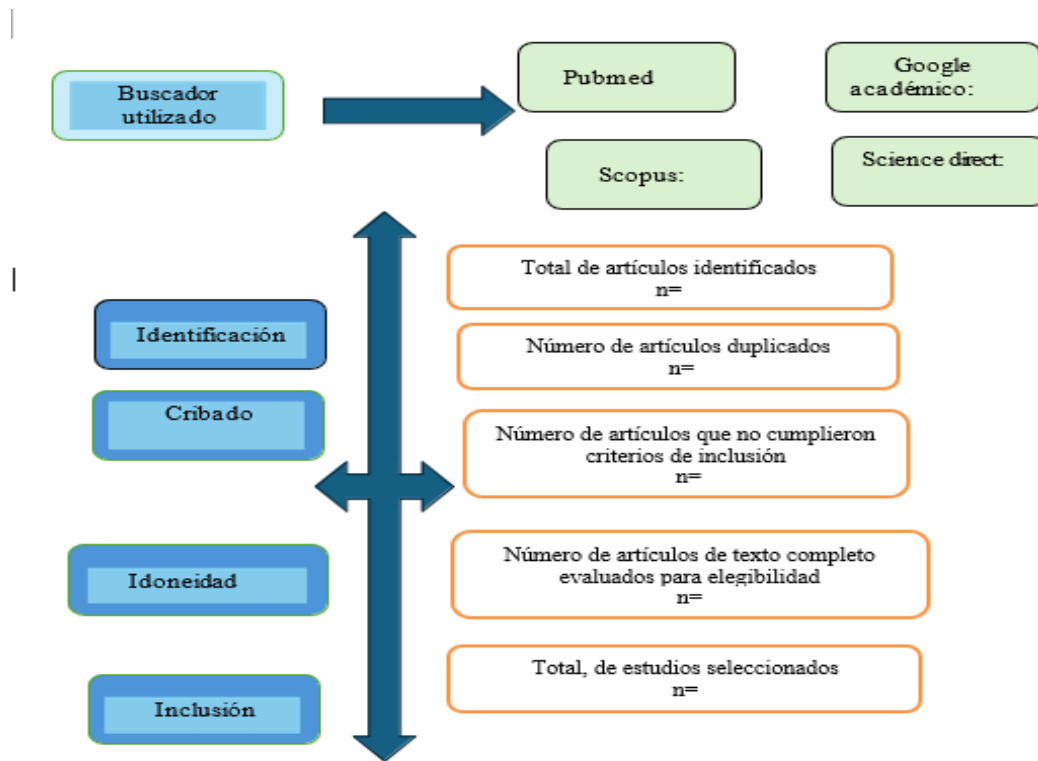 Buscador
utilizado
Pubmed
Google
académico:
Scopus:
Science direct:
Total de artículos identificados
n=
Identificación
Número de artículos duplicados
n=
Cribado
Número de artículos que no cumplieron
criterios de inclusión
n=
Idoneidad
Número de artículos de texto completo
evaluados para elegibilidad
n=
Inclusión
Total, de estudios seleccionados
n=